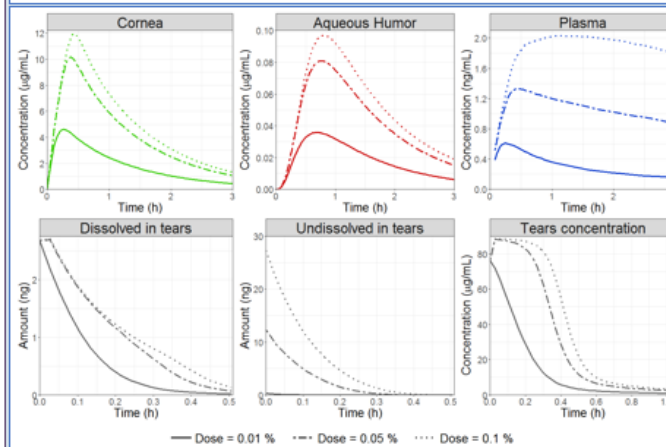 Cornea
Aqueous Humor
Plasma
Concentration (µg/mL)
12
10
8
6
4
2
0
0
1
2
3
Time (h)
Concentration (µg/mL)
0.10
0.08
0.06
0.04
0.02
0.00
0
1
2
3
Time (h)
Concentration (ng/mL)
2.0
1.6
1.2
0.8
0.4
0.0
0
1
2
Time (h)
Dissolved in tears
Undissolved in tears
Tears concentration
Amount (ng)
2
1
0
0.0
0.1
0.2
0.3
0.4
0.5
Time (h)
Amount (ng)
30
20
10
0
0.0
0.1
0.2
0.3
0.4
0.5
Time (h)
Concentration (µg/mL)
80
60
40
20
0
0.0
0.2
0.4
0.6
0.8
1.0
Time (h)
Dose = 0.01 %
Dose = 0.05 %
Dose = 0.1 %